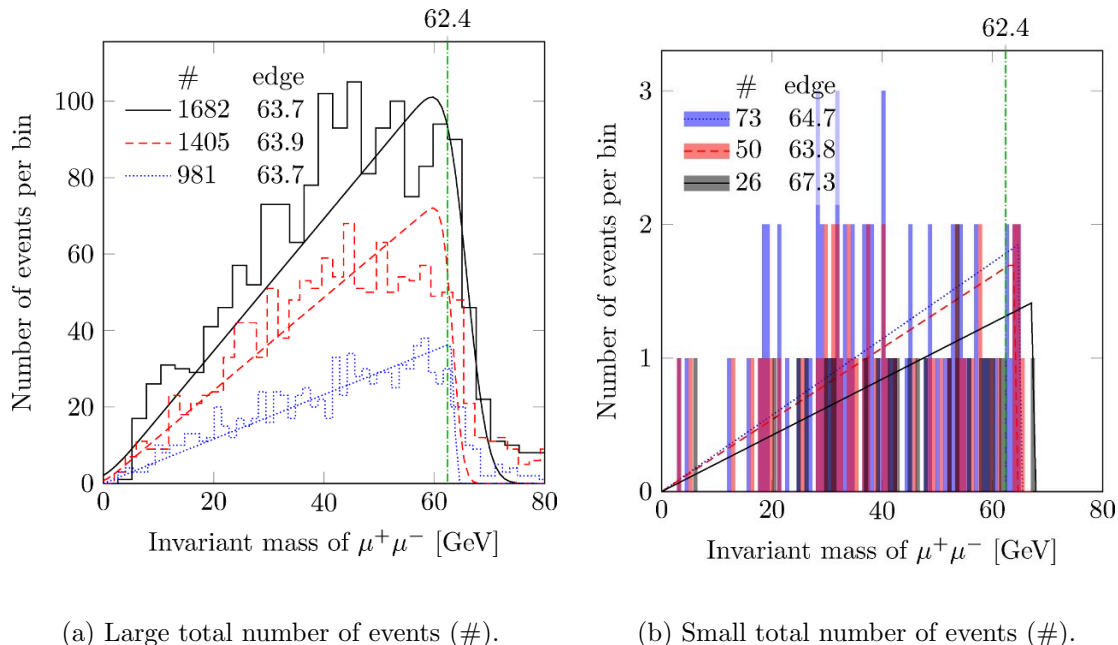 62.4
# edge
1682 63.7
1405 63.9
981 63.7
100
80
60
40
20
0
Number of events per bin
0 20 40 60 80
Invariant mass of μ⁺μ⁻ [GeV]
(a) Large total number of events (#).
62.4
# edge
73 64.7
50 63.8
26 67.3
3
2
1
0
Number of events per bin
0 20 40 60 80
Invariant mass of μ⁺μ⁻ [GeV]
(b) Small total number of events (#).